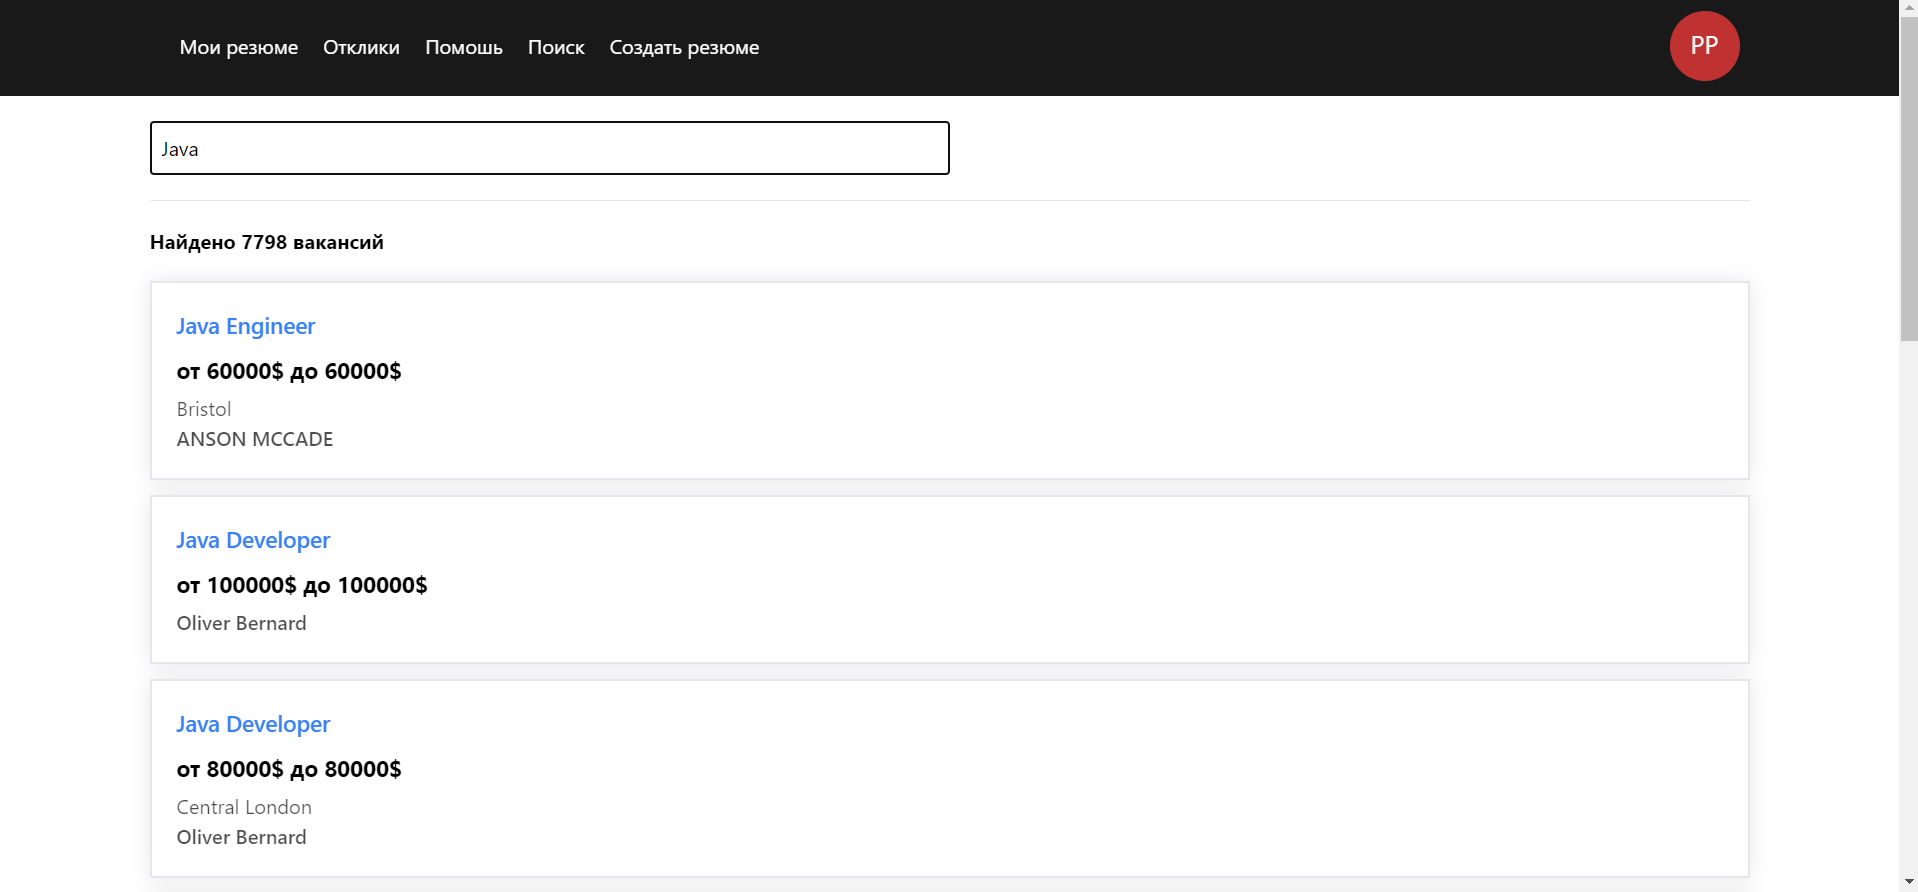 Мои резюме Отклики Помошь Поиск Создать резюме PP
Java
Найдено 7798 вакансий
Java Engineer
от 60000$ до 60000$
Bristol
ANSON MCCADE
Java Developer
от 100000$ до 100000$
Oliver Bernard
Java Developer
от 80000$ до 80000$
Central London
Oliver Bernard